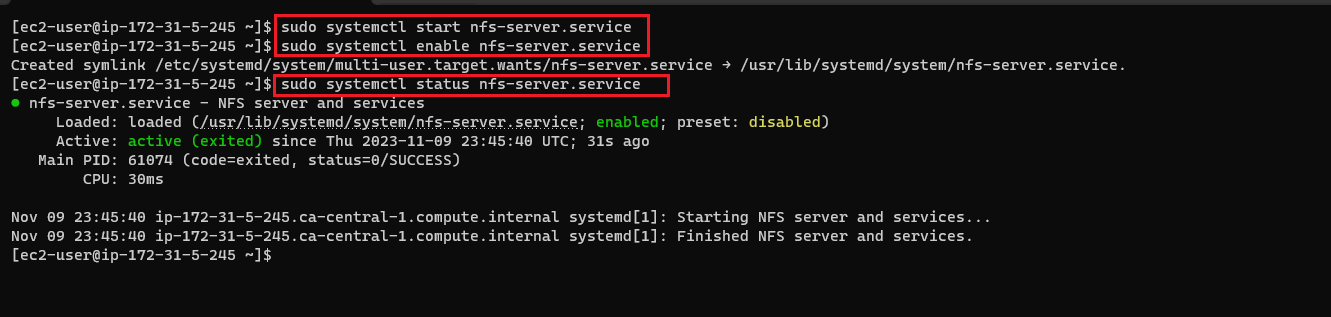 [ec2-user@ip-172-31-5-245 ~]$ sudo systemctl start nfs-server.service
[ec2-user@ip-172-31-5-245 ~]$ sudo systemctl enable nfs-server.service
Created symlink /etc/systemd/system/multi-user.target.wants/nfs-server.service → /usr/lib/systemd/system/nfs-server.service.
[ec2-user@ip-172-31-5-245 ~]$ sudo systemctl status nfs-server.service
● nfs-server.service - NFS server and services
Loaded: loaded (/usr/lib/systemd/system/nfs-server.service; enabled; preset: disabled)
Active: active (exited) since Thu 2023-11-09 23:45:40 UTC; 31s ago
Main PID: 61074 (code=exited, status=0/SUCCESS)
CPU: 30ms
Nov 09 23:45:40 ip-172-31-5-245.ca-central-1.compute.internal systemd[1]: Starting NFS server and services...
Nov 09 23:45:40 ip-172-31-5-245.ca-central-1.compute.internal systemd[1]: Finished NFS server and services.
[ec2-user@ip-172-31-5-245 ~]$